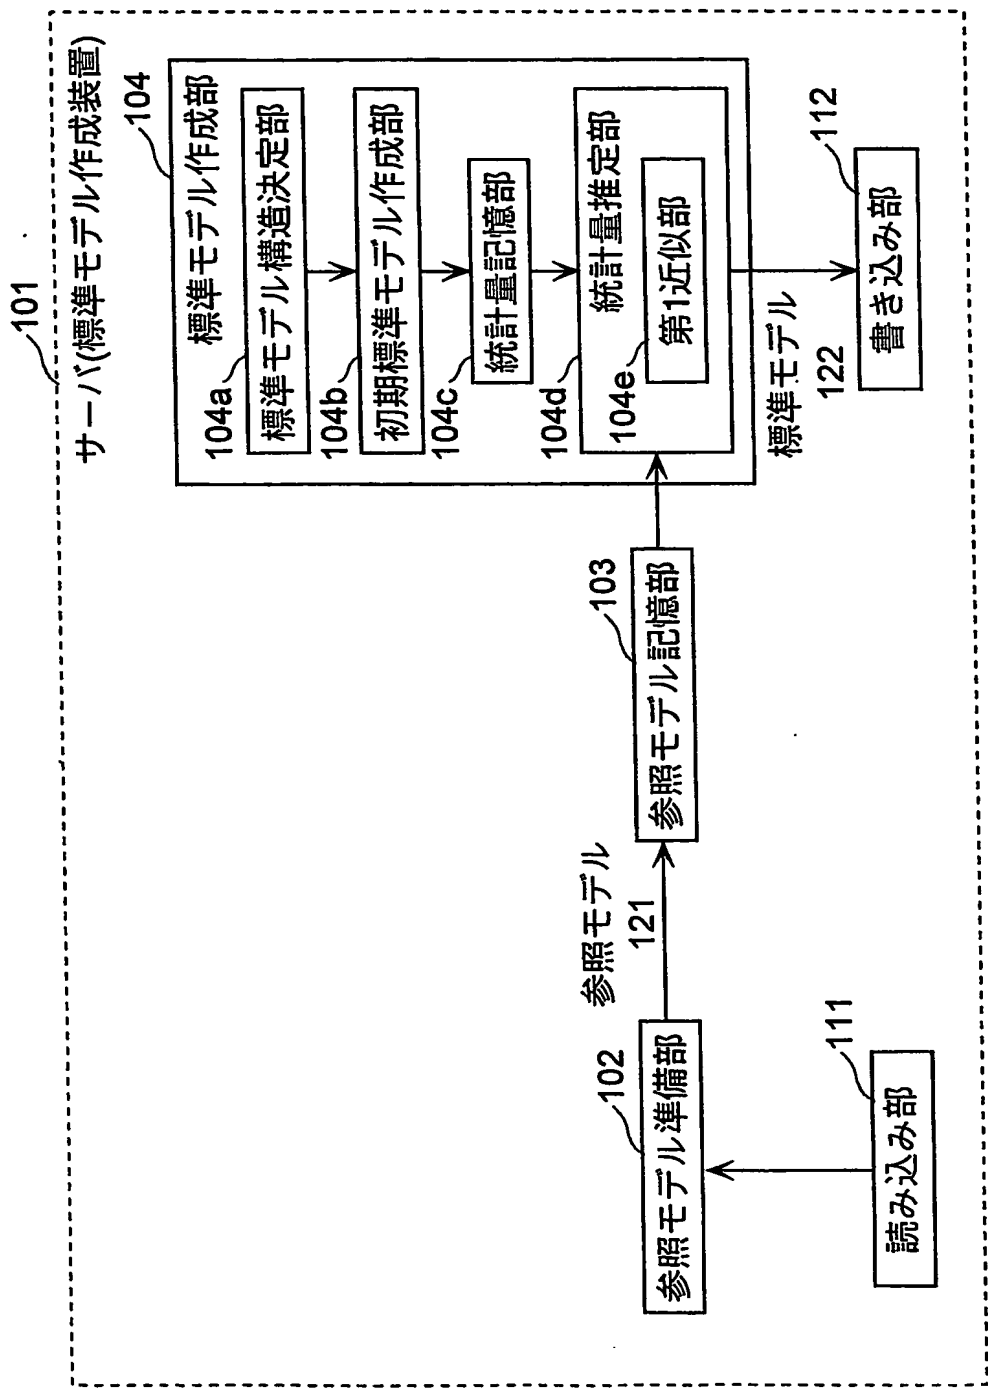 101
サーバ(標準モデル作成装置)
104
標準モデル作成部
104a
標準モデル構造決定部
104b
初期標準モデル作成部
104c
統計量記憶部
104d
統計量推定部
104e
第1近似部
103
参照モデル記憶部
参照モデル
121
102
参照モデル準備部
111
読み込み部
標準モデル
122
112
書き込み部